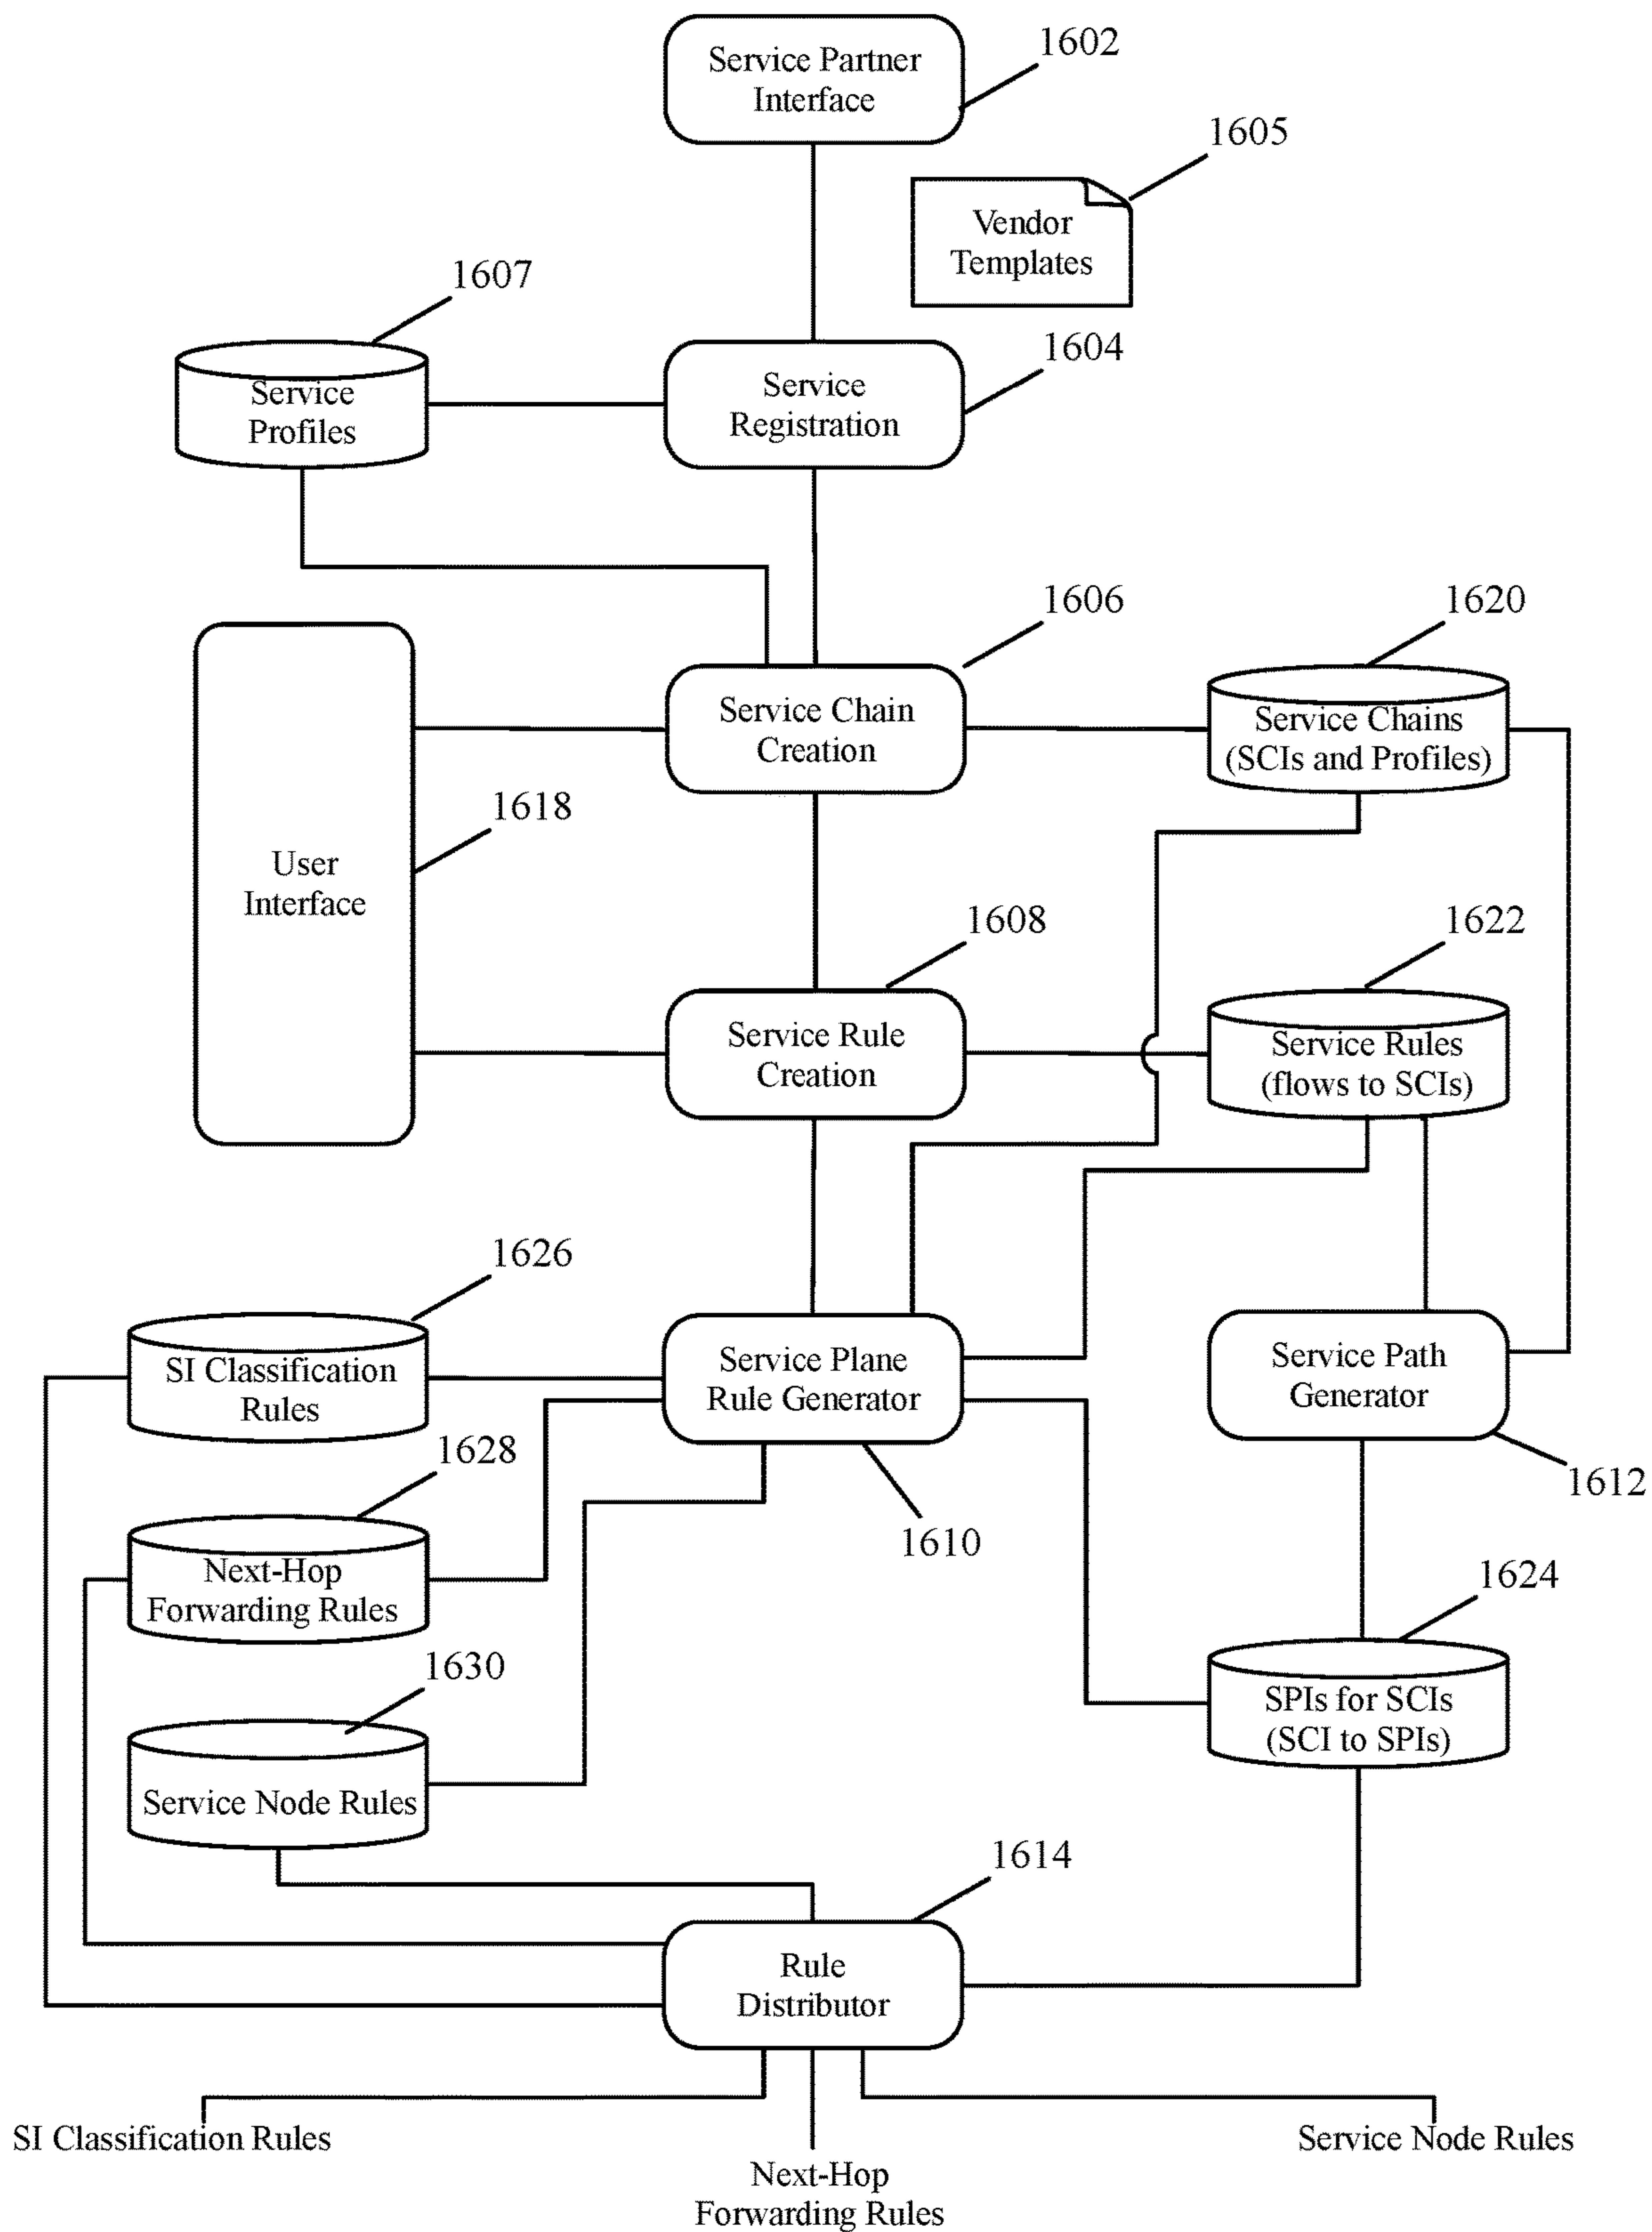 Service Partner
Interface
1602
1605
Vendor
Templates
1607
Service
Profiles
1604
Service
Registration
1606
Service Chain
Creation
1620
Service Chains
(SCIs and Profiles)
1618
User
Interface
1608
Service Rule
Creation
1622
Service Rules
(flows to SCIs)
1626
SI Classification
Rules
Service Plane
Rule Generator
1610
Service Path
Generator
1612
1628
Next-Hop
Forwarding Rules
1624
SPIs for SCIs
(SCI to SPIs)
1630
Service Node Rules
1614
Rule
Distributor
SI Classification Rules
Next-Hop
Forwarding Rules
Service Node Rules